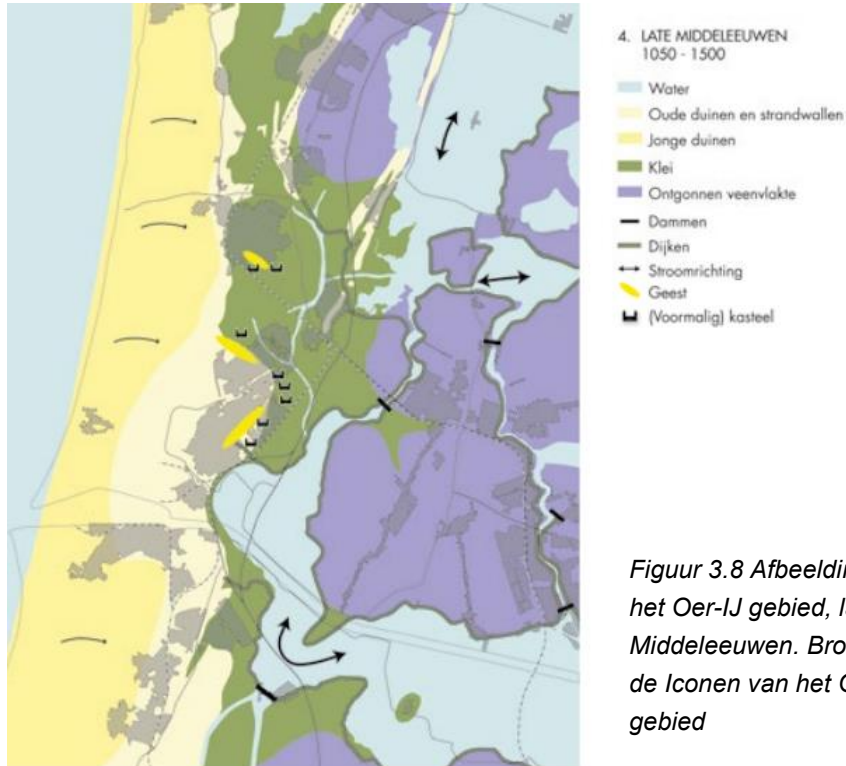 4. LATE MIDDELEEUWEN
1050 - 1500
Water
Oude duinen en strandwallen
Jonge duinen
Klei
Ontgonnen veenvlakte
Dammen
Dijken
Stroomrichting
Geest
(Voormalig) kasteel
Figuur 3.8 Afbeeldin
het Oer-IJ gebied,
Middeleeuwen. Bro
de Iconen van het
gebied